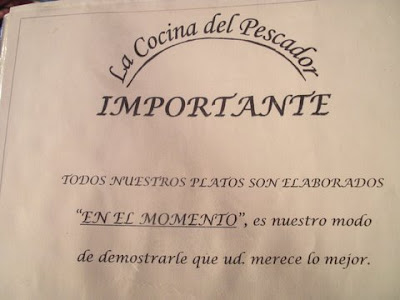 La Cocina del Pescador
IMPORTANTE
TODOS NUESTROS PLATOS SON ELABORADOS
“EN EL MOMENTO”, es nuestro modo
de demostrarle que ud. merece lo mejor.